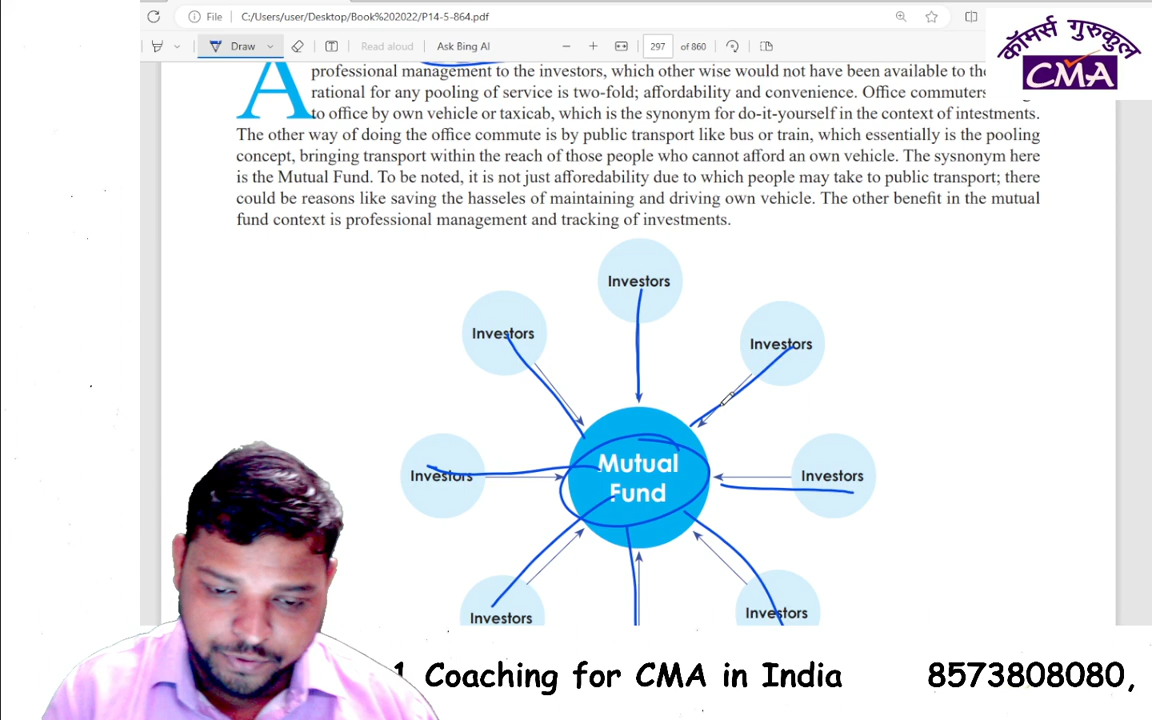 File C:/Users/user/Desktop/Book%202022/P14-5-864.pdf
Draw Read aloud Ask Bing AI 297 of 860
कॉमर्स गुरुकुल
CMA
A professional management to the investors, which other wise would not have been available to the
rational for any pooling of service is two-fold; affordability and convenience. Office commuters
to office by own vehicle or taxicab, which is the synonym for do-it-yourself in the context of intestments.
The other way of doing the office commute is by public transport like bus or train, which essentially is the pooling
concept, bringing transport within the reach of those people who cannot afford an own vehicle. The sysnonym here
is the Mutual Fund. To be noted, it is not just afforedability due to which people may take to public transport; there
could be reasons like saving the hasseles of maintaining and driving own vehicle. The other benefit in the mutual
fund context is professional management and tracking of investments.
Investors
Investors
Investors
Mutual
Fund
Investors
Investors
Investors
Investors
1 Coaching for CMA in India 8573808080,